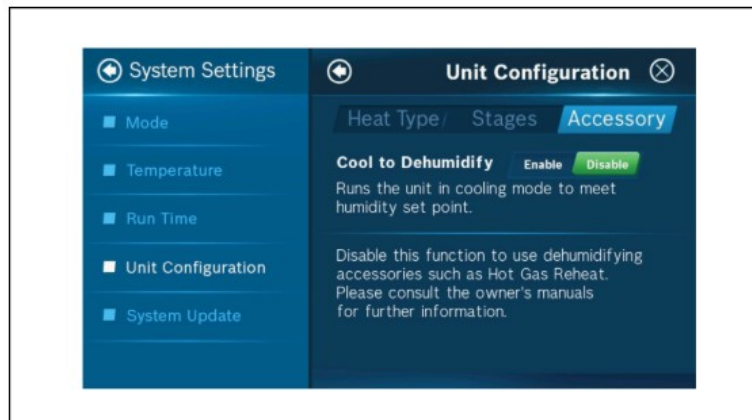 System Settings
Mode
Temperature
Run Time
Unit Configuration
System Update
Unit Configuration
Heat Type Stages Accessory
Cool to Dehumidify Enable Disable
Runs the unit in cooling mode to meet
humidity set point.
Disable this function to use dehumidifying
accessories such as Hot Gas Reheat.
Please consult the owner's manuals
for further information.